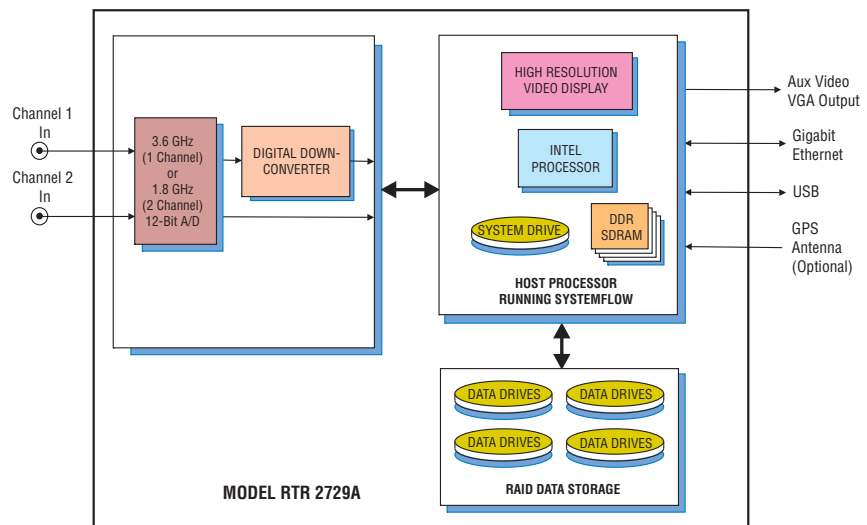 Channel 1
In
Channel 2
In
3.6 GHz
(1 Channel)
or
1.8 GHz
(2 Channel)
12-Bit A/D
DIGITAL DOWN-
CONVERTER
HIGH RESOLUTION
VIDEO DISPLAY
INTEL
PROCESSOR
SYSTEM DRIVE
DDR
SDRAM
HOST PROCESSOR
RUNNING SYSTEMFLOW
Aux Video
VGA Output
Gigabit
Ethernet
USB
GPS
Antenna
(Optional)
DATA DRIVES
DATA DRIVES
DATA DRIVES
DATA DRIVES
RAID DATA STORAGE
MODEL RTR 2729A